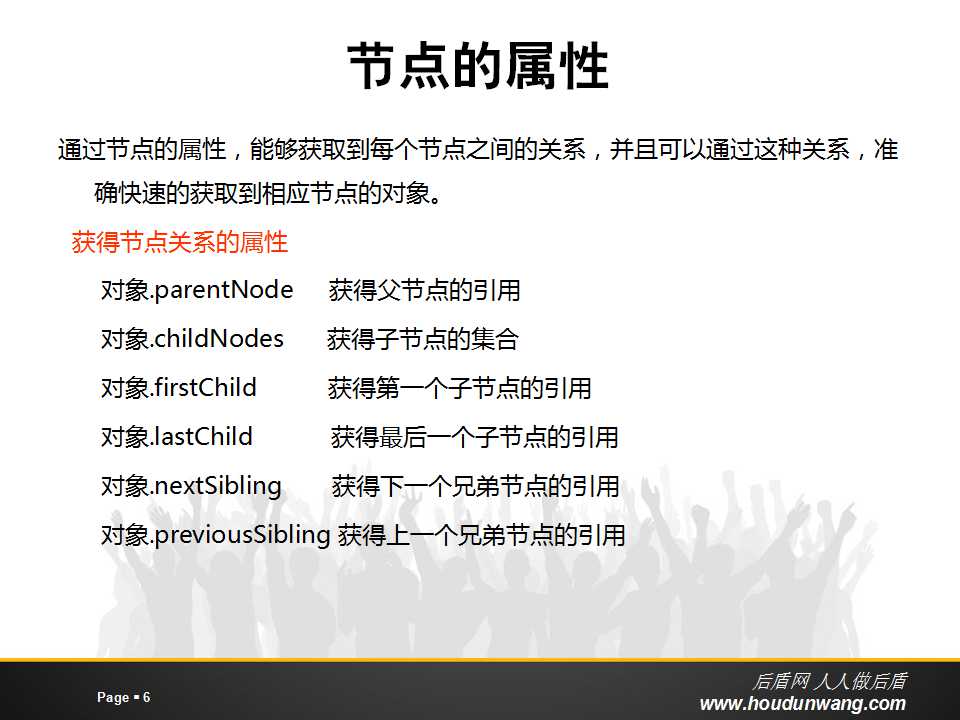 节点的属性
通过节点的属性，能够获取到每个节点之间的关系，并且可以通过这种关系，准
确快速的获取到相应节点的对象。
获得节点关系的属性
对象.parentNode 获得父节点的引用
对象.childNodes 获得子节点的集合
对象.firstChild 获得第一个子节点的引用
对象.lastChild 获得最后一个子节点的引用
对象.nextSibling 获得下一个兄弟节点的引用
对象.previousSibling 获得上一个兄弟节点的引用
Page ▪ 6
后盾网 人人做后盾
www.houdunwang.com